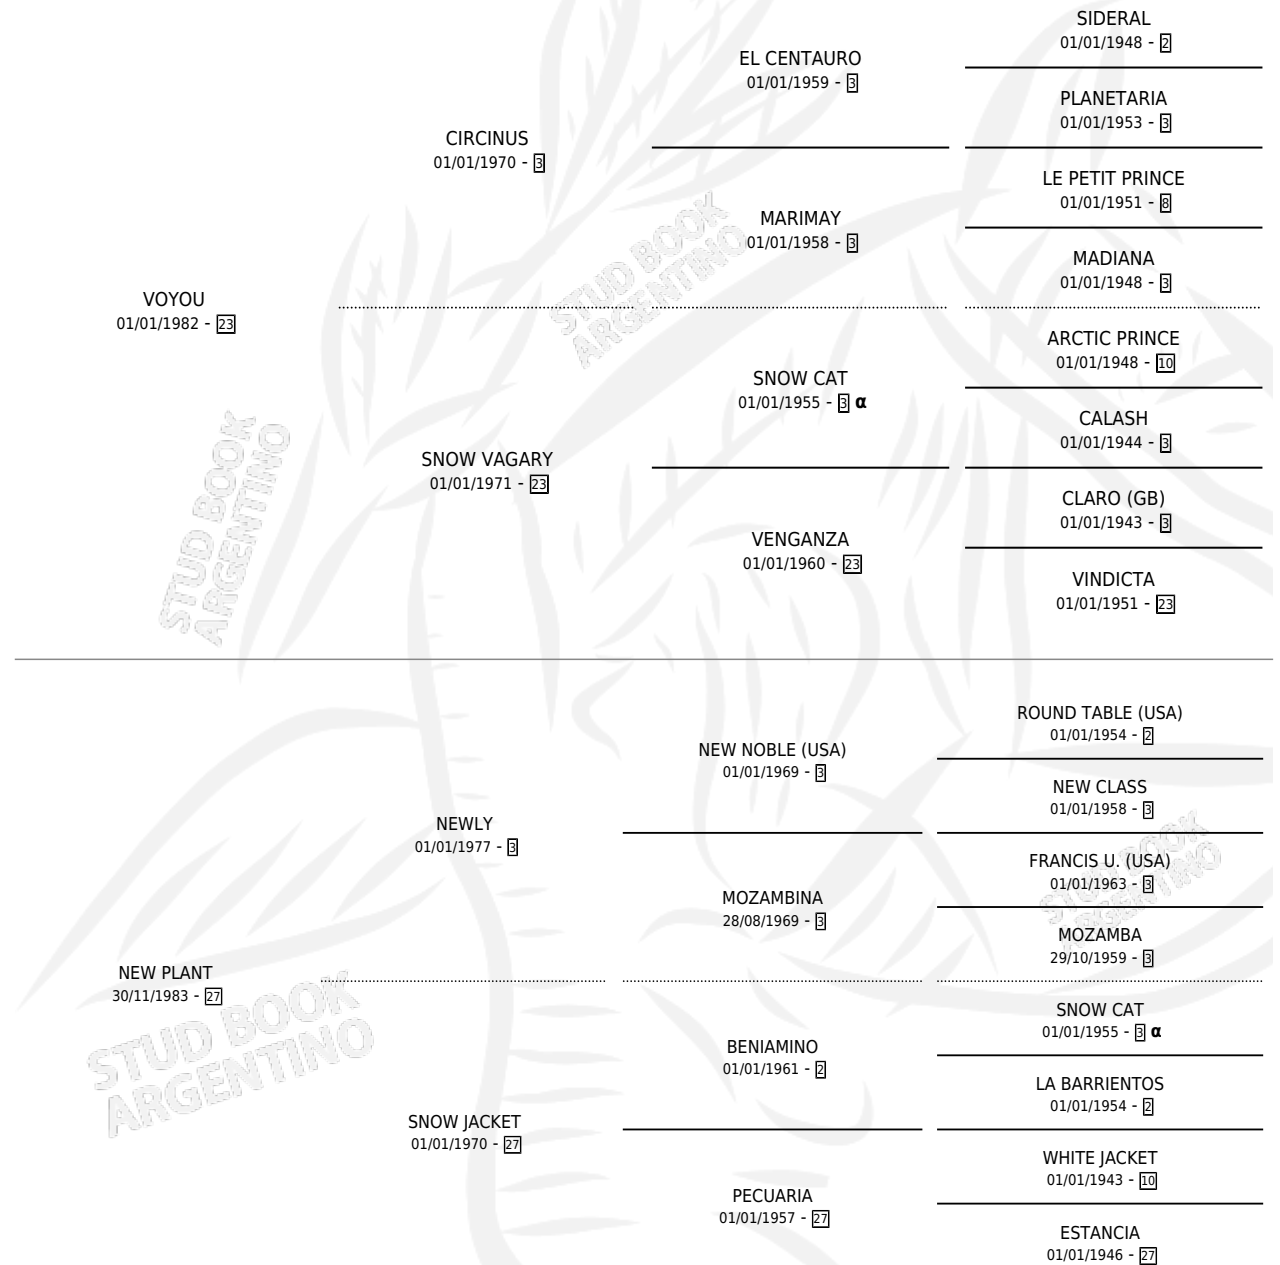 SIDERAL
01/01/1948 - 2
EL CENTAURO
01/01/1959 - 3
PLANETARIA
01/01/1953 - 3
CIRCINUS
01/01/1970 - 3
LE PETIT PRINCE
01/01/1951 - 8
MARIMAY
01/01/1958 - 3
MADIANA
01/01/1948 - 3
VOYOU
01/01/1982 - 23
ARCTIC PRINCE
01/01/1948 - 10
SNOW CAT
01/01/1955 - 3 α
CALASH
01/01/1944 - 3
SNOW VAGARY
01/01/1971 - 23
CLARO (GB)
01/01/1943 - 3
VENGANZA
01/01/1960 - 23
VINDICTA
01/01/1951 - 23
ROUND TABLE (USA)
01/01/1954 - 2
NEW NOBLE (USA)
01/01/1969 - 3
NEW CLASS
01/01/1958 - 3
NEWLY
01/01/1977 - 3
FRANCIS U. (USA)
01/01/1963 - 3
MOZAMBINA
28/08/1969 - 3
MOZAMBA
29/10/1959 - 3
NEW PLANT
30/11/1983 - 27
SNOW CAT
01/01/1955 - 3 α
BENIAMINO
01/01/1961 - 2
LA BARRIENTOS
01/01/1954 - 2
SNOW JACKET
01/01/1970 - 27
WHITE JACKET
01/01/1943 - 10
PECUARIA
01/01/1957 - 27
ESTANCIA
01/01/1946 - 27
STUD BOOK
ARGENTINO
STUD BOOK
ARGENTINO
STUD BOOK
ARGENTINO
STUD BOOK
ARGENTINO